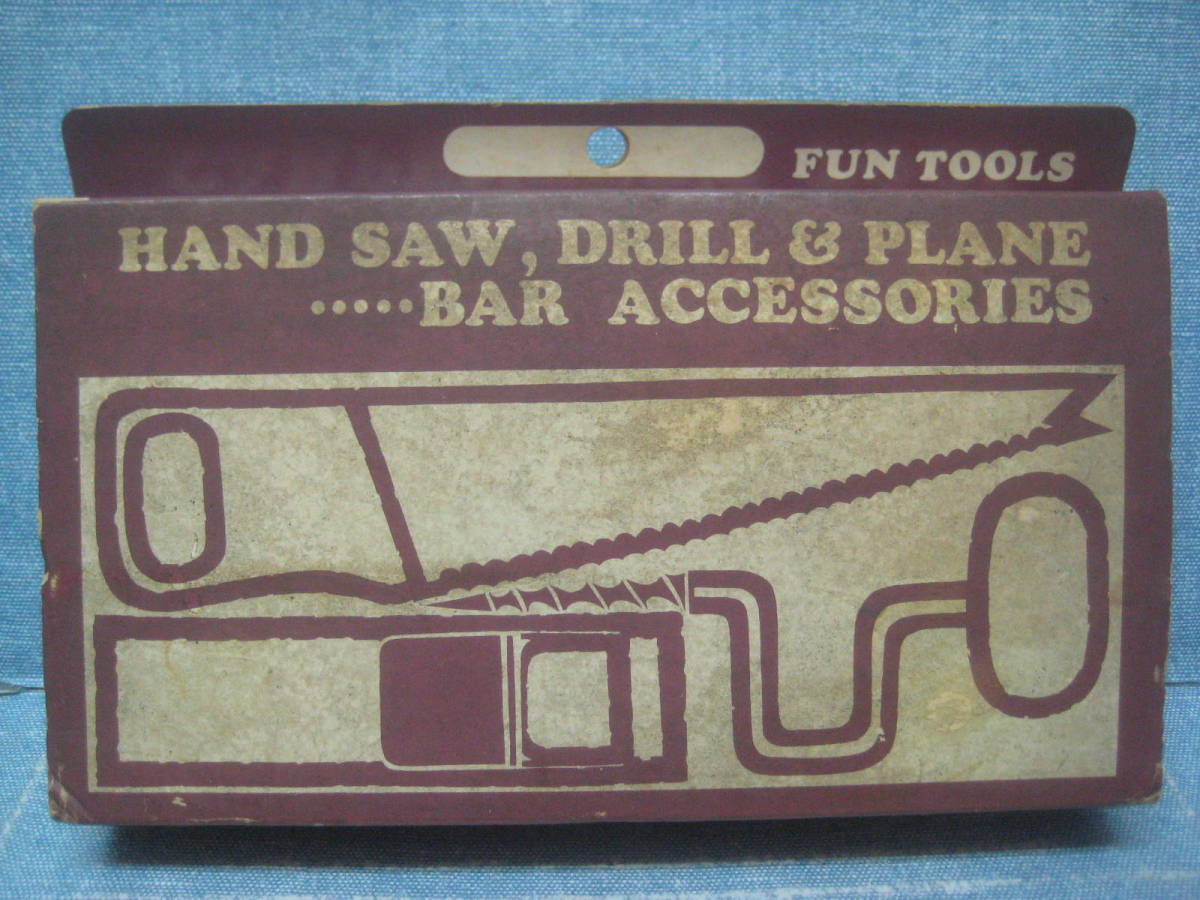 FUN TOOLS
HAND SAW, DRILL & PLANE
.....BAR ACCESSORIES